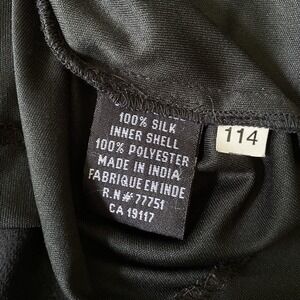 100% SILK
INNER SHELL
100% POLYESTER
MADE IN INDIA
FABRIQUE EN INDE
R.N# 77751
CA 19117
114